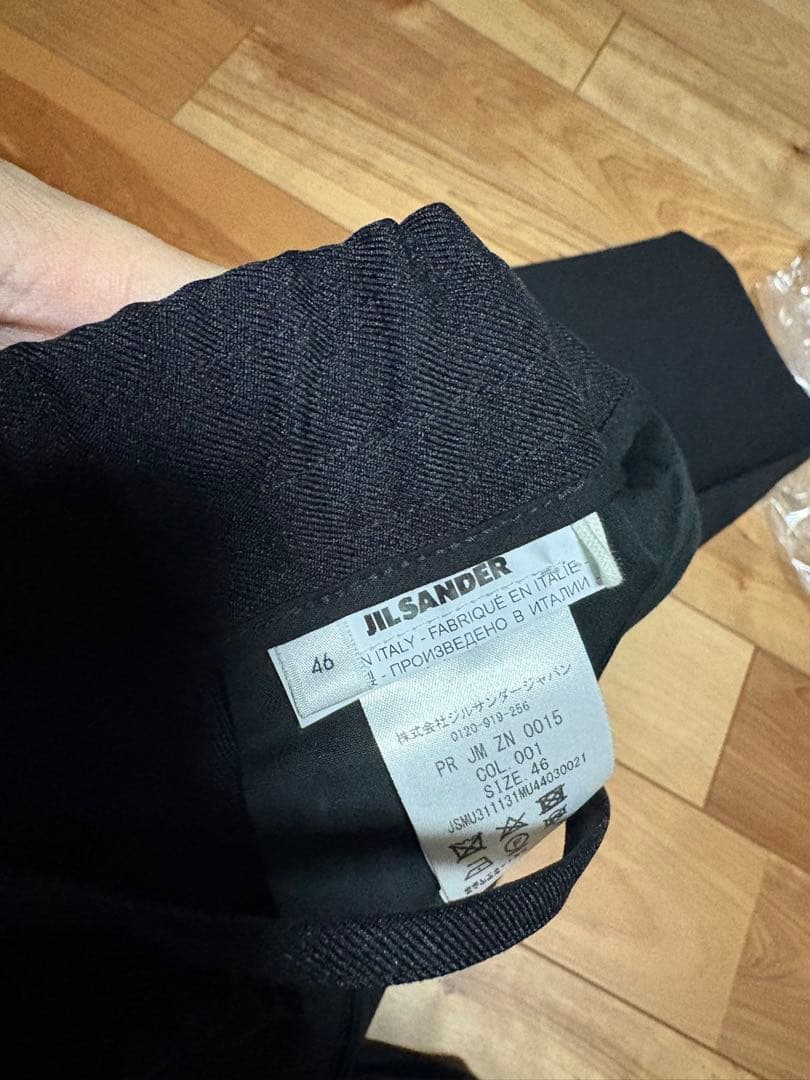 JILSANDER
46
N ITALY - FABRIQUÉ EN ITALIE
- ПРОИЗВЕДЕНО В ИТАЛИИ
株式会社ジルサンダージャパン
0120-919-256
PR JM ZN 0015
COL. 001
SIZE. 46
JSMU311131MU44030021